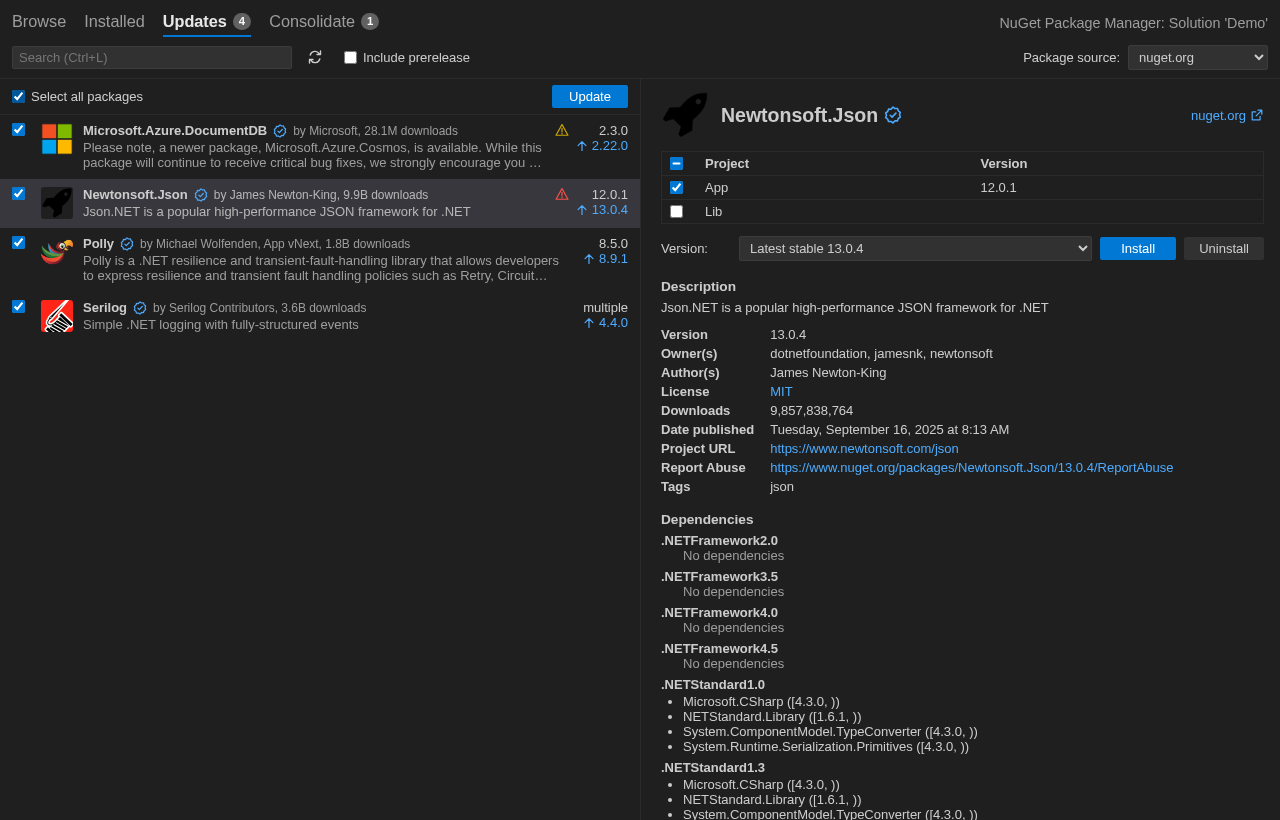 Browse Installed Updates 4 Consolidate 1
NuGet Package Manager: Solution 'Demo'
Search (Ctrl+L) Include prerelease
Package source: nuget.org
Select all packages Update
Microsoft.Azure.DocumentDB by Microsoft, 28.1M downloads 2.3.0
2.22.0
Please note, a new package, Microsoft.Azure.Cosmos, is available. While this
package will continue to receive critical bug fixes, we strongly encourage you …
Newtonsoft.Json by James Newton-King, 9.9B downloads 12.0.1
Json.NET is a popular high-performance JSON framework for .NET 13.0.4
Polly by Michael Wolfenden, App vNext, 1.8B downloads 8.5.0
8.9.1
Polly is a .NET resilience and transient-fault-handling library that allows developers
to express resilience and transient fault handling policies such as Retry, Circuit…
Serilog by Serilog Contributors, 3.6B downloads multiple
Simple .NET logging with fully-structured events 4.4.0
Newtonsoft.Json nuget.org
Project Version
App 12.0.1
Lib
Version: Latest stable 13.0.4 Install Uninstall
Description
Json.NET is a popular high-performance JSON framework for .NET
Version 13.0.4
Owner(s) dotnetfoundation, jamesnk, newtonsoft
Author(s) James Newton-King
License MIT
Downloads 9,857,838,764
Date published Tuesday, September 16, 2025 at 8:13 AM
Project URL https://www.newtonsoft.com/json
Report Abuse https://www.nuget.org/packages/Newtonsoft.Json/13.0.4/ReportAbuse
Tags json
Dependencies
.NETFramework2.0
No dependencies
.NETFramework3.5
No dependencies
.NETFramework4.0
No dependencies
.NETFramework4.5
No dependencies
.NETStandard1.0
• Microsoft.CSharp ([4.3.0, ))
• NETStandard.Library ([1.6.1, ))
• System.ComponentModel.TypeConverter ([4.3.0, ))
• System.Runtime.Serialization.Primitives ([4.3.0, ))
.NETStandard1.3
• Microsoft.CSharp ([4.3.0, ))
• NETStandard.Library ([1.6.1, ))
• System.ComponentModel.TypeConverter ([4.3.0, ))